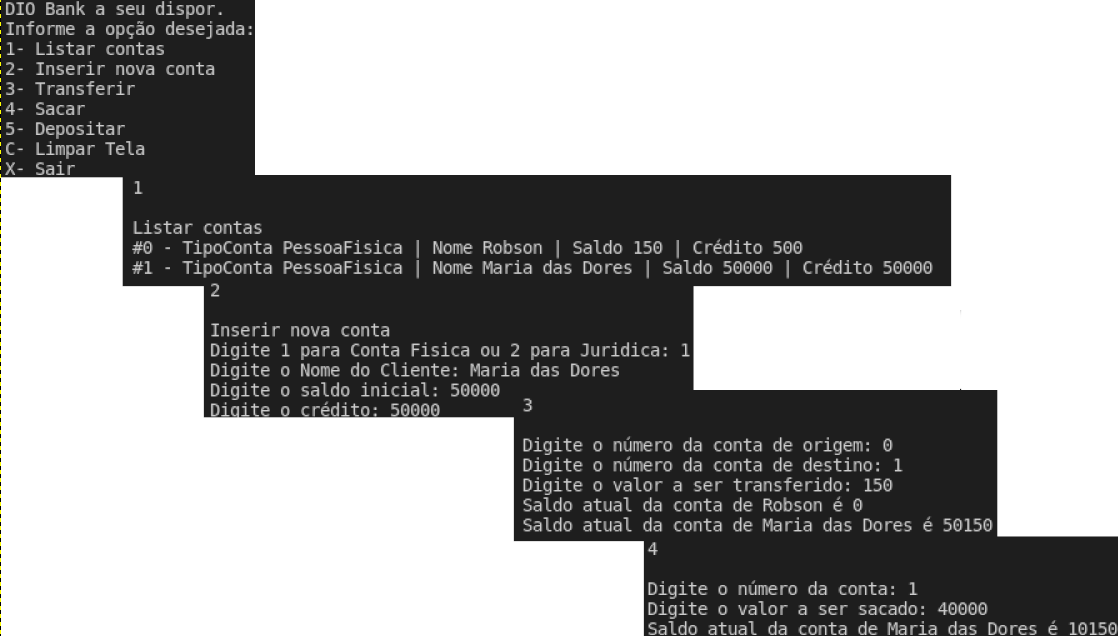 DIO Bank a seu dispor.
Informe a opção desejada:
1- Listar contas
2- Inserir nova conta
3- Transferir
4- Sacar
5- Depositar
C- Limpar Tela
X- Sair
1
Listar contas
#0 - TipoConta PessoaFisica | Nome Robson | Saldo 150 | Crédito 500
#1 - TipoConta PessoaFisica | Nome Maria das Dores | Saldo 50000 | Crédito 50000
2
Inserir nova conta
Digite 1 para Conta Fisica ou 2 para Juridica: 1
Digite o Nome do Cliente: Maria das Dores
Digite o saldo inicial: 50000
Digite o crédito: 50000
3
Digite o número da conta de origem: 0
Digite o número da conta de destino: 1
Digite o valor a ser transferido: 150
Saldo atual da conta de Robson é 0
Saldo atual da conta de Maria das Dores é 50150
4
Digite o número da conta: 1
Digite o valor a ser sacado: 40000
Saldo atual da conta de Maria das Dores é 10150